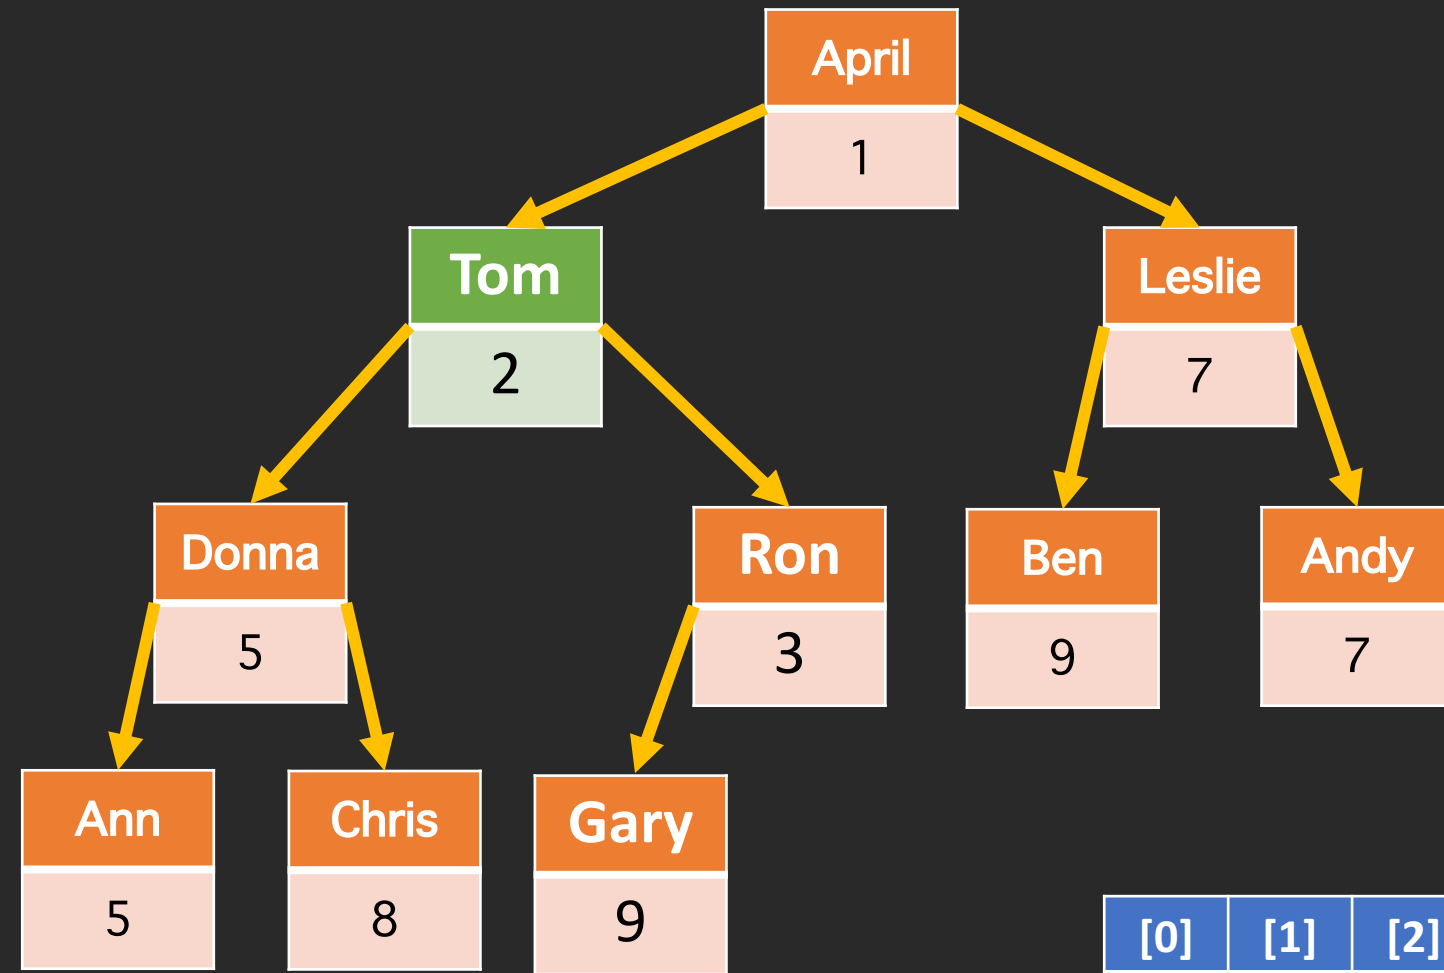 April
1
Tom
2
Leslie
7
Donna
5
Ron
3
Ben
9
Andy
7
Ann
5
Chris
8
Gary
9
[0] [1] [2]